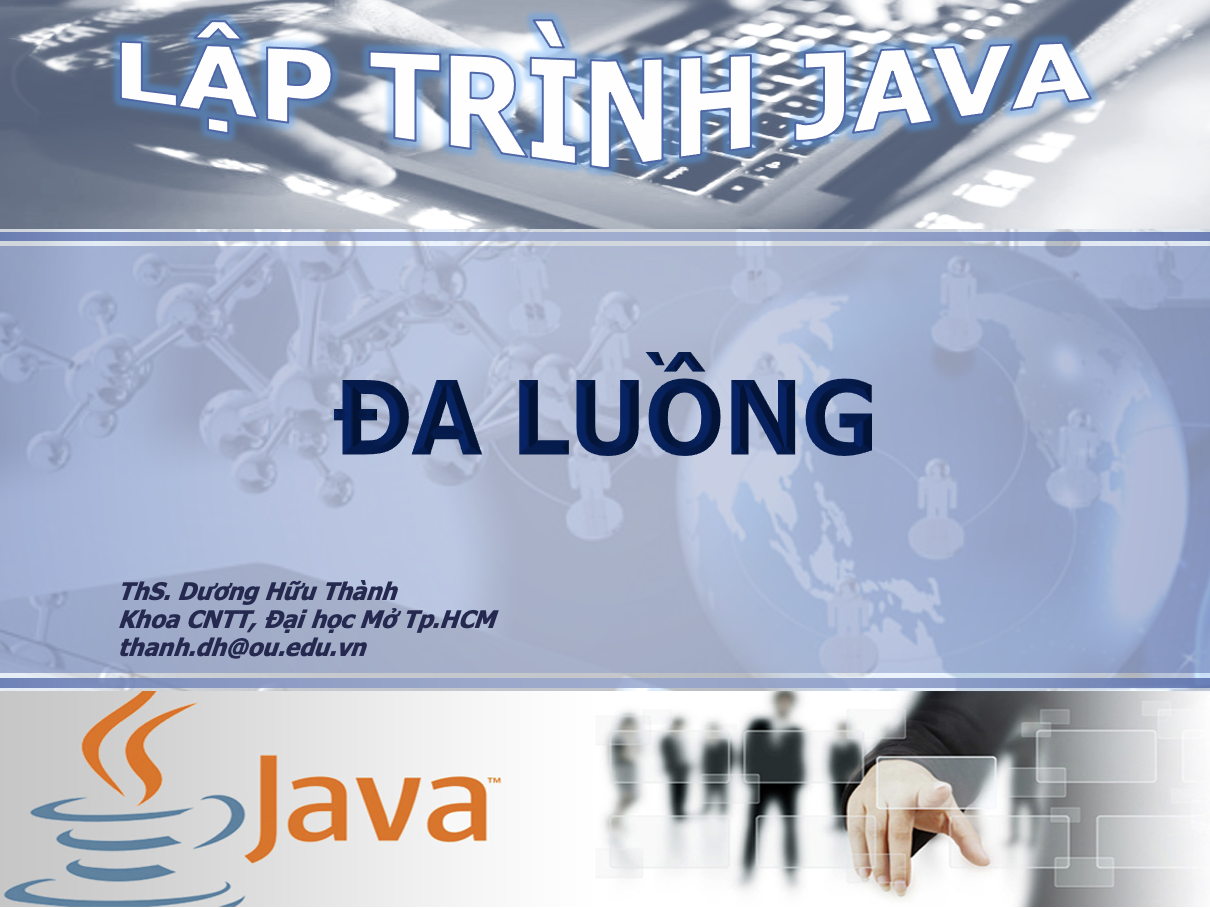 LẬP TRÌNH JAVA
ĐA LUỒNG
ThS. Dương Hữu Thành
Khoa CNTT, Đại học Mở Tp.HCM
thanh.dh@ou.edu.vn
Java™